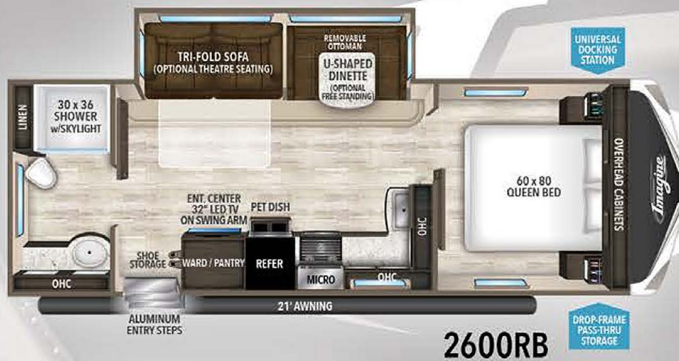 UNIVERSAL
DOCKING
STATION
REMOVABLE
OTTOMAN
TRI-FOLD SOFA
(OPTIONAL THEATRE SEATING)
U-SHAPED
DINETTE
(OPTIONAL
FREE STANDING)
LINEN
30 x 36
SHOWER
w/SKYLIGHT
60 x 80
QUEEN BED
OVERHEAD CABINETS
Imagine
ENT. CENTER
32" LED TV
ON SWING ARM
PET DISH
OHC
SHOE
STORAGE
WARD / PANTRY
REFER
MICRO
OHC
OHC
21' AWNING
ALUMINUM
ENTRY STEPS
DROP-FRAME
PASS-THRU
STORAGE
2600RB